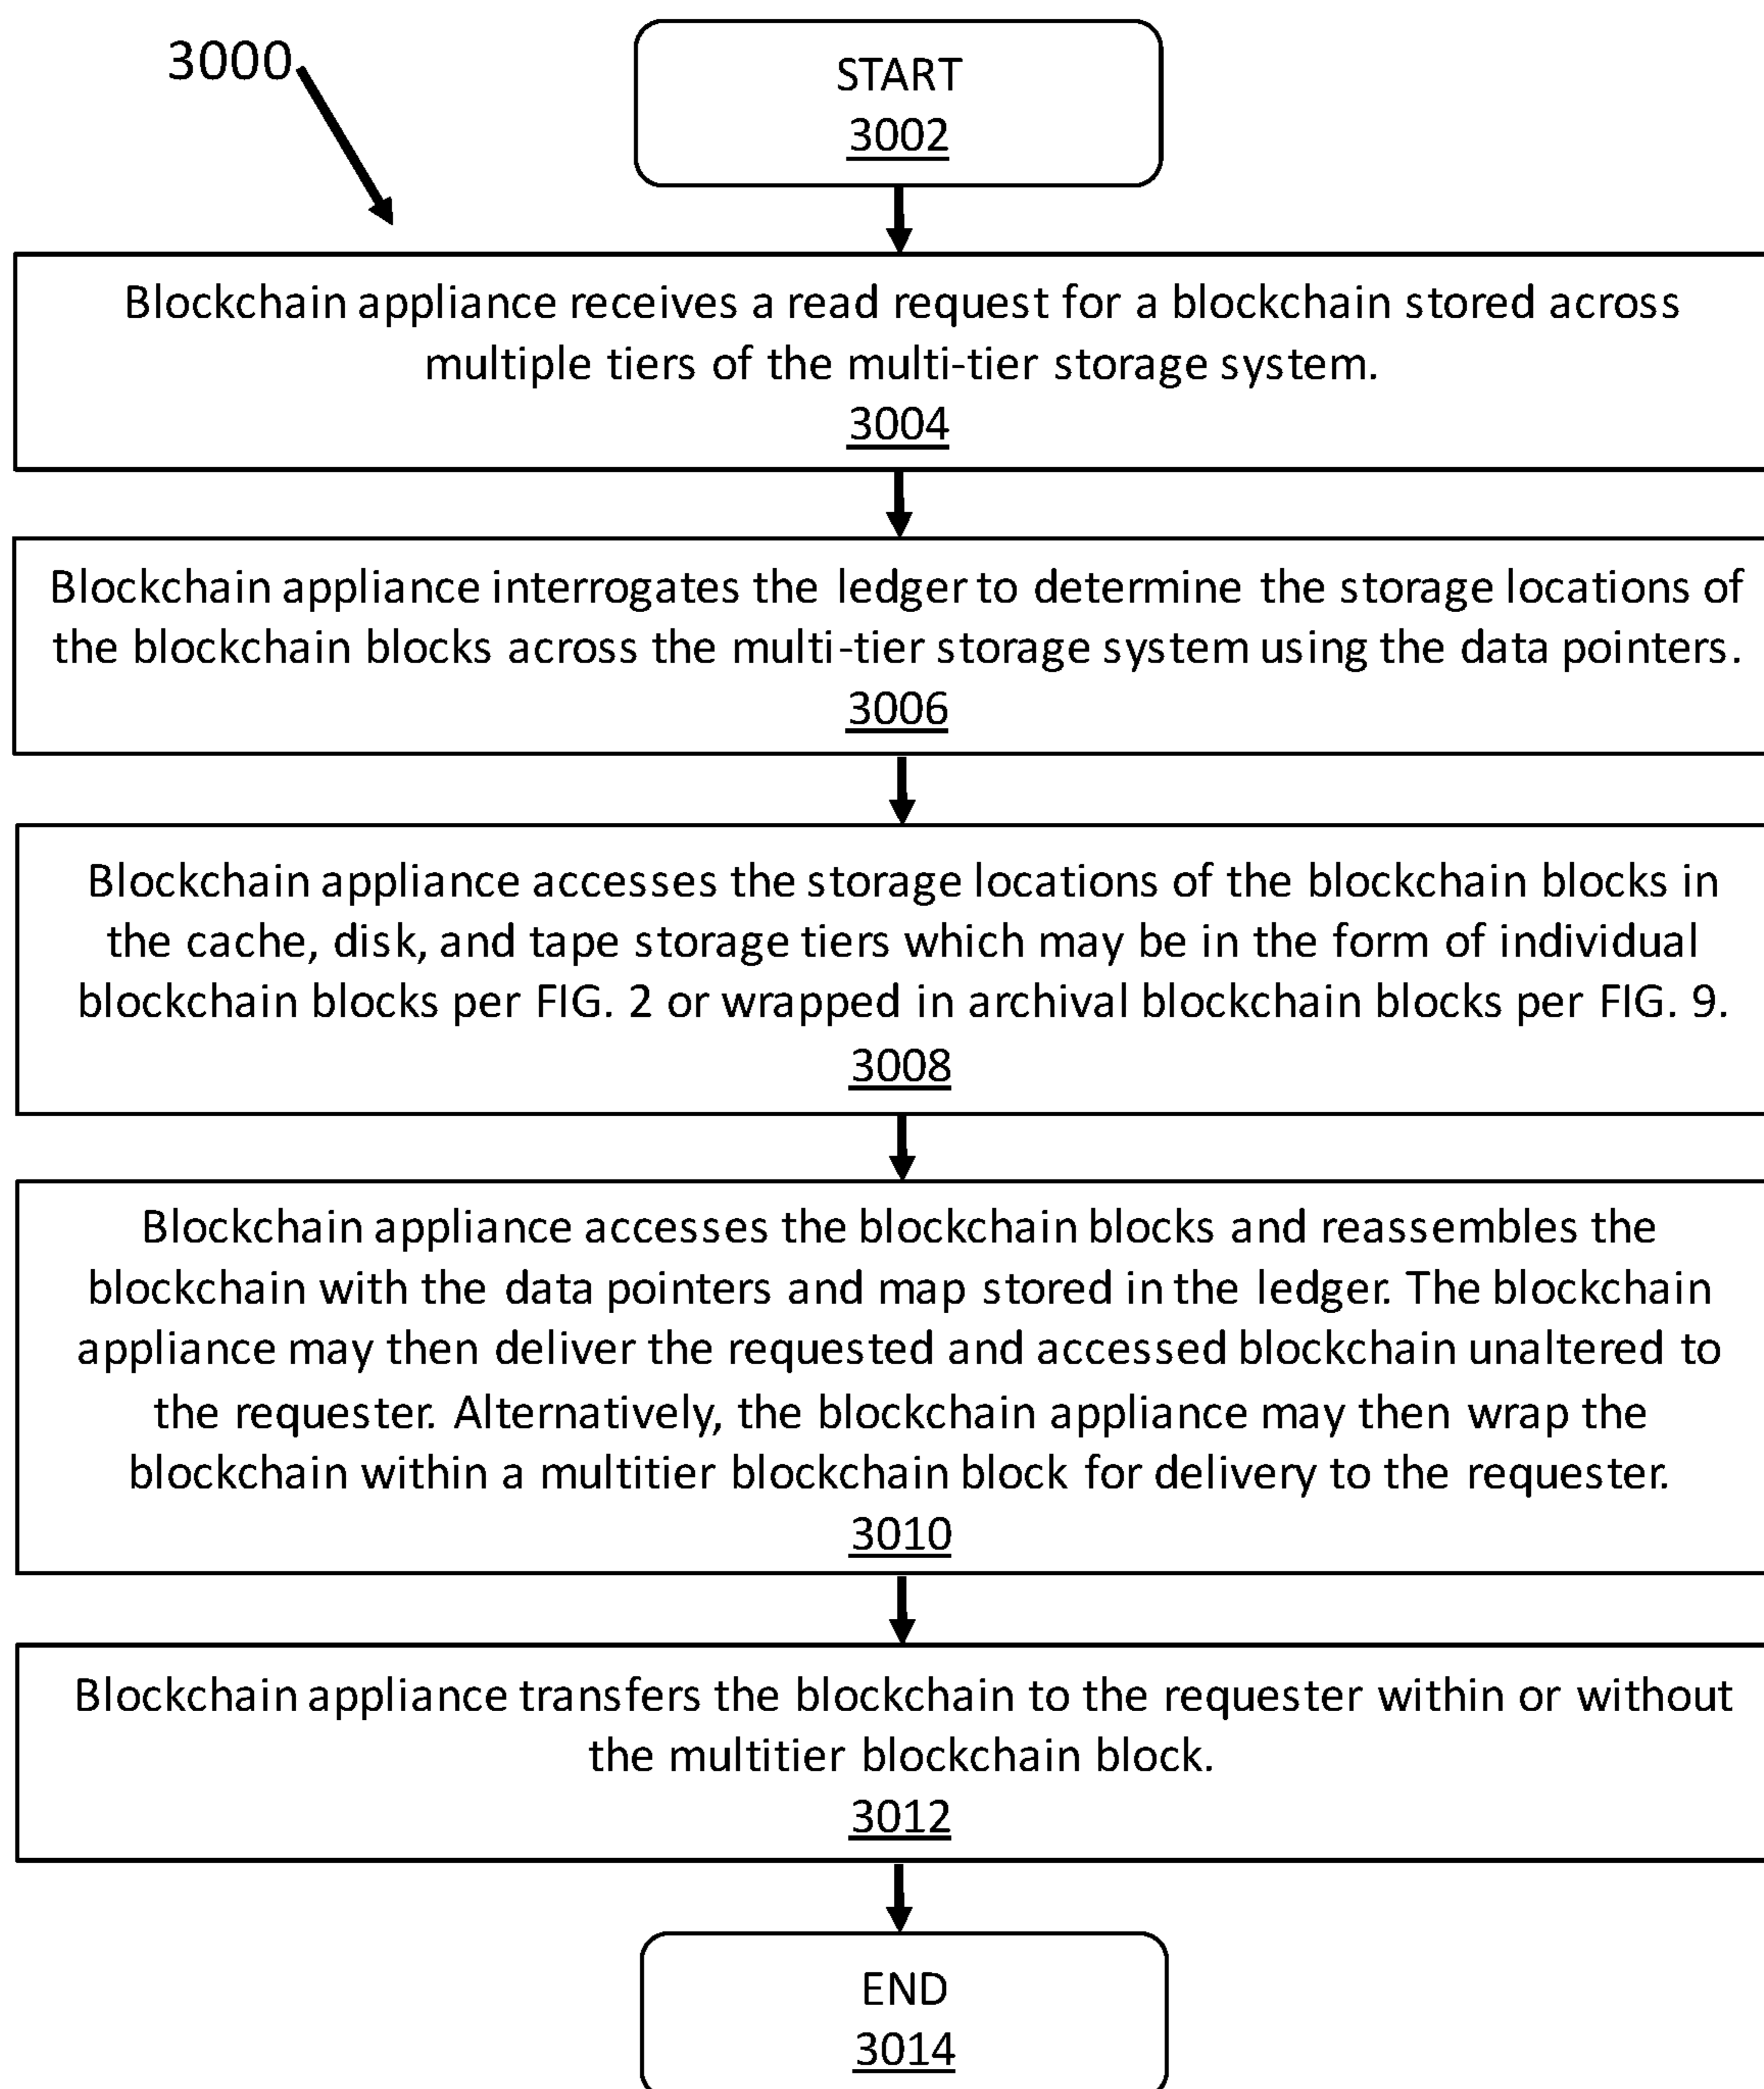 3000
START
3002
Blockchain appliance receives a read request for a blockchain stored across
multiple tiers of the multi-tier storage system.
3004
Blockchain appliance interrogates the ledger to determine the storage locations of
the blockchain blocks across the multi-tier storage system using the data pointers.
3006
Blockchain appliance accesses the storage locations of the blockchain blocks in
the cache, disk, and tape storage tiers which may be in the form of individual
blockchain blocks per FIG. 2 or wrapped in archival blockchain blocks per FIG. 9.
3008
Blockchain appliance accesses the blockchain blocks and reassembles the
blockchain with the data pointers and map stored in the ledger. The blockchain
appliance may then deliver the requested and accessed blockchain unaltered to
the requester. Alternatively, the blockchain appliance may then wrap the
blockchain within a multitier blockchain block for delivery to the requester.
3010
Blockchain appliance transfers the blockchain to the requester within or without
the multitier blockchain block.
3012
END
3014